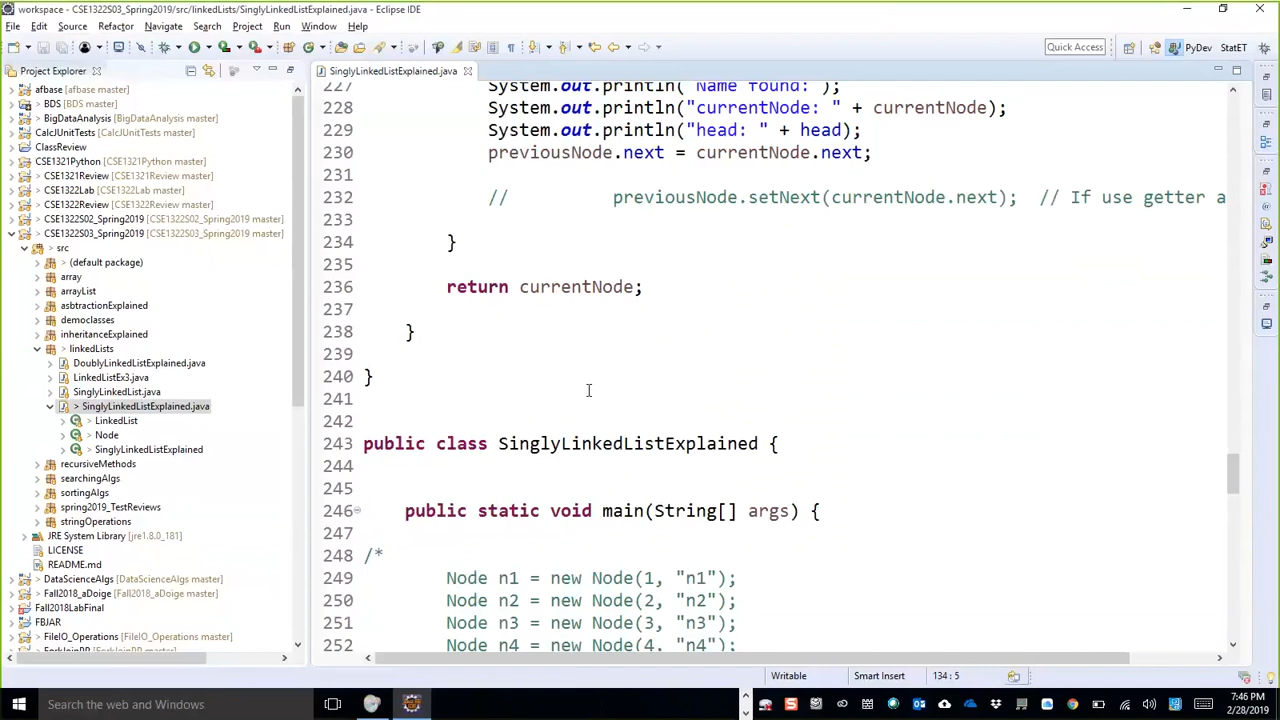 workspace - CSE1322S03_Spring2019/src/linkedLists/SinglyLinkedListExplained.java - Eclipse IDE
File Edit Source Refactor Navigate Search Project Run Window Help
Quick Access
PyDev
StatET
Project Explorer
SinglyLinkedListExplained.java
afbase [afbase master]
BDS [BDS master]
BigDataAnalysis [BigDataAnalysis master]
CalcJUnitTests [CalcJUnitTests master]
ClassReview
CSE1321Python [CSE1321Python master]
CSE1321Review [CSE1321Review master]
CSE1322Lab [CSE1322Lab master]
CSE1322Review [CSE1322Review master]
CSE1322S02_Spring2019 [CSE1322S02_Spring2019 master]
CSE1322S03_Spring2019 [CSE1322S03_Spring2019 master]
src
(default package)
array
arrayList
asbtractionExplained
democlasses
inheritanceExplained
linkedLists
DoublyLinkedListExplained.java
LinkedListEx3.java
SinglyLinkedList.java
> SinglyLinkedListExplained.java
LinkedList
Node
SinglyLinkedListExplained
recursiveMethods
searchingAlgs
sortingAlgs
spring2019_TestReviews
stringOperations
JRE System Library [jre1.8.0_181]
LICENSE
README.md
DataScienceAlgs [DataScienceAlgs master]
Fall2018_aDoige [Fall2018_aDoige master]
Fall2018LabFinal
FBJAR
FileIO_Operations [FileIO_Operations master]
227 System.out.println("Name found: ");
228 System.out.println("currentNode: " + currentNode);
229 System.out.println("head: " + head);
230 previousNode.next = currentNode.next;
231
232 // previousNode.setNext(currentNode.next); // If use getter a
233
234 }
235
236 return currentNode;
237
238 }
239
240 }
241
242
243 public class SinglyLinkedListExplained {
244
245
246 public static void main(String[] args) {
247
248 /*
249 Node n1 = new Node(1, "n1");
250 Node n2 = new Node(2, "n2");
251 Node n3 = new Node(3, "n3");
252 Node n4 = new Node(4, "n4");
Writable
Smart Insert
134 : 5
Search the web and Windows
7:46 PM
2/28/2019